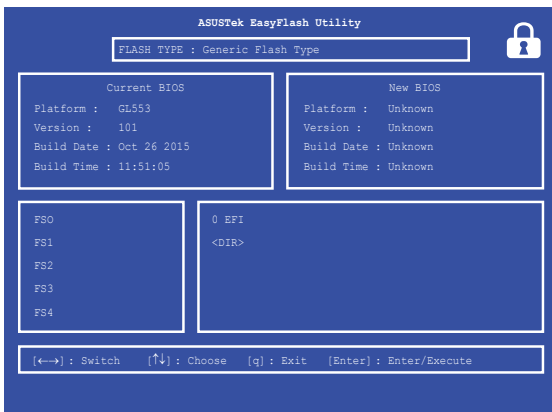 ASUSTek EasyFlash Utility
FLASH TYPE : Generic Flash Type
Current BIOS
Platform : GL553
Version : 101
Build Date : Oct 26 2015
Build Time : 11:51:05
New BIOS
Platform : Unknown
Version : Unknown
Build Date : Unknown
Build Time : Unknown
FSO
FS1
FS2
FS3
FS4
0 EFI
<DIR>
[←→] : Switch [↑↓] : Choose [q] : Exit [Enter] : Enter/Execute